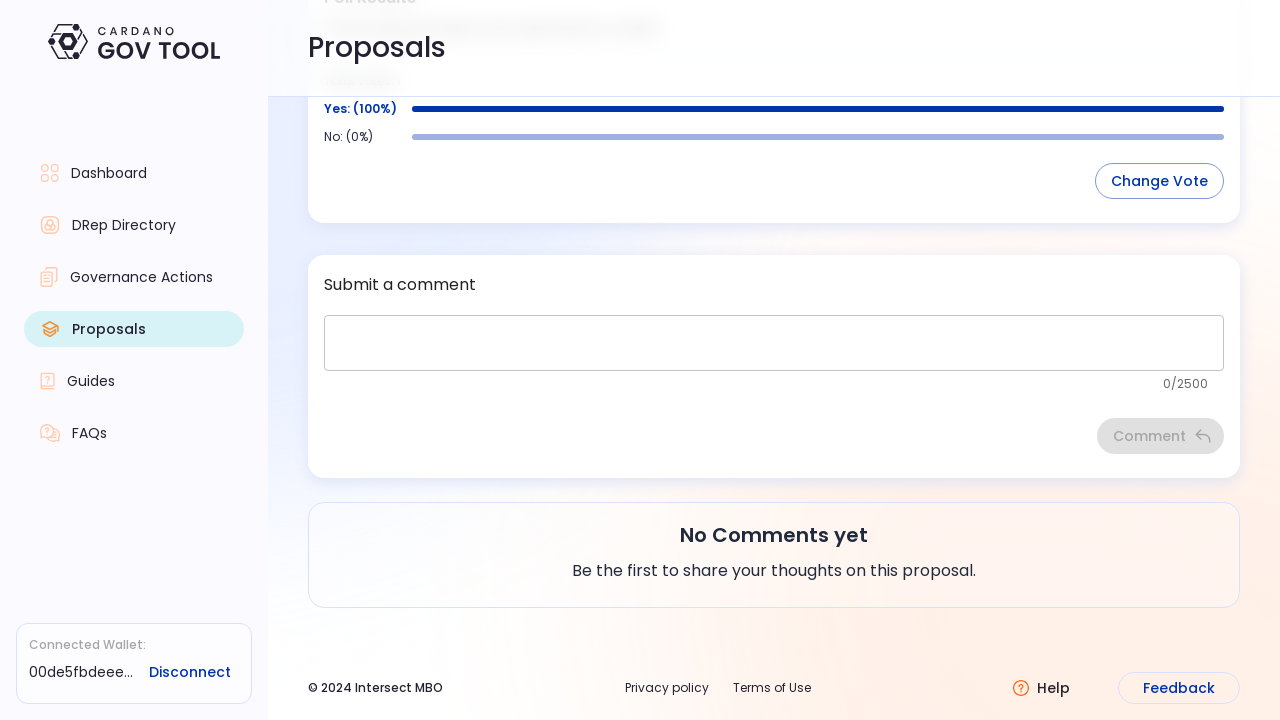 CARDANO
GOV TOOL
Dashboard
DRep Directory
Governance Actions
Proposals
Guides
FAQs
Connected Wallet:
00de5fbdeee...
Disconnect
Proposals
Yes: (100%)
No: (0%)
Change Vote
Submit a comment
0/2500
Comment
No Comments yet
Be the first to share your thoughts on this proposal.
© 2024 Intersect MBO
Privacy policy
Terms of Use
Help
Feedback